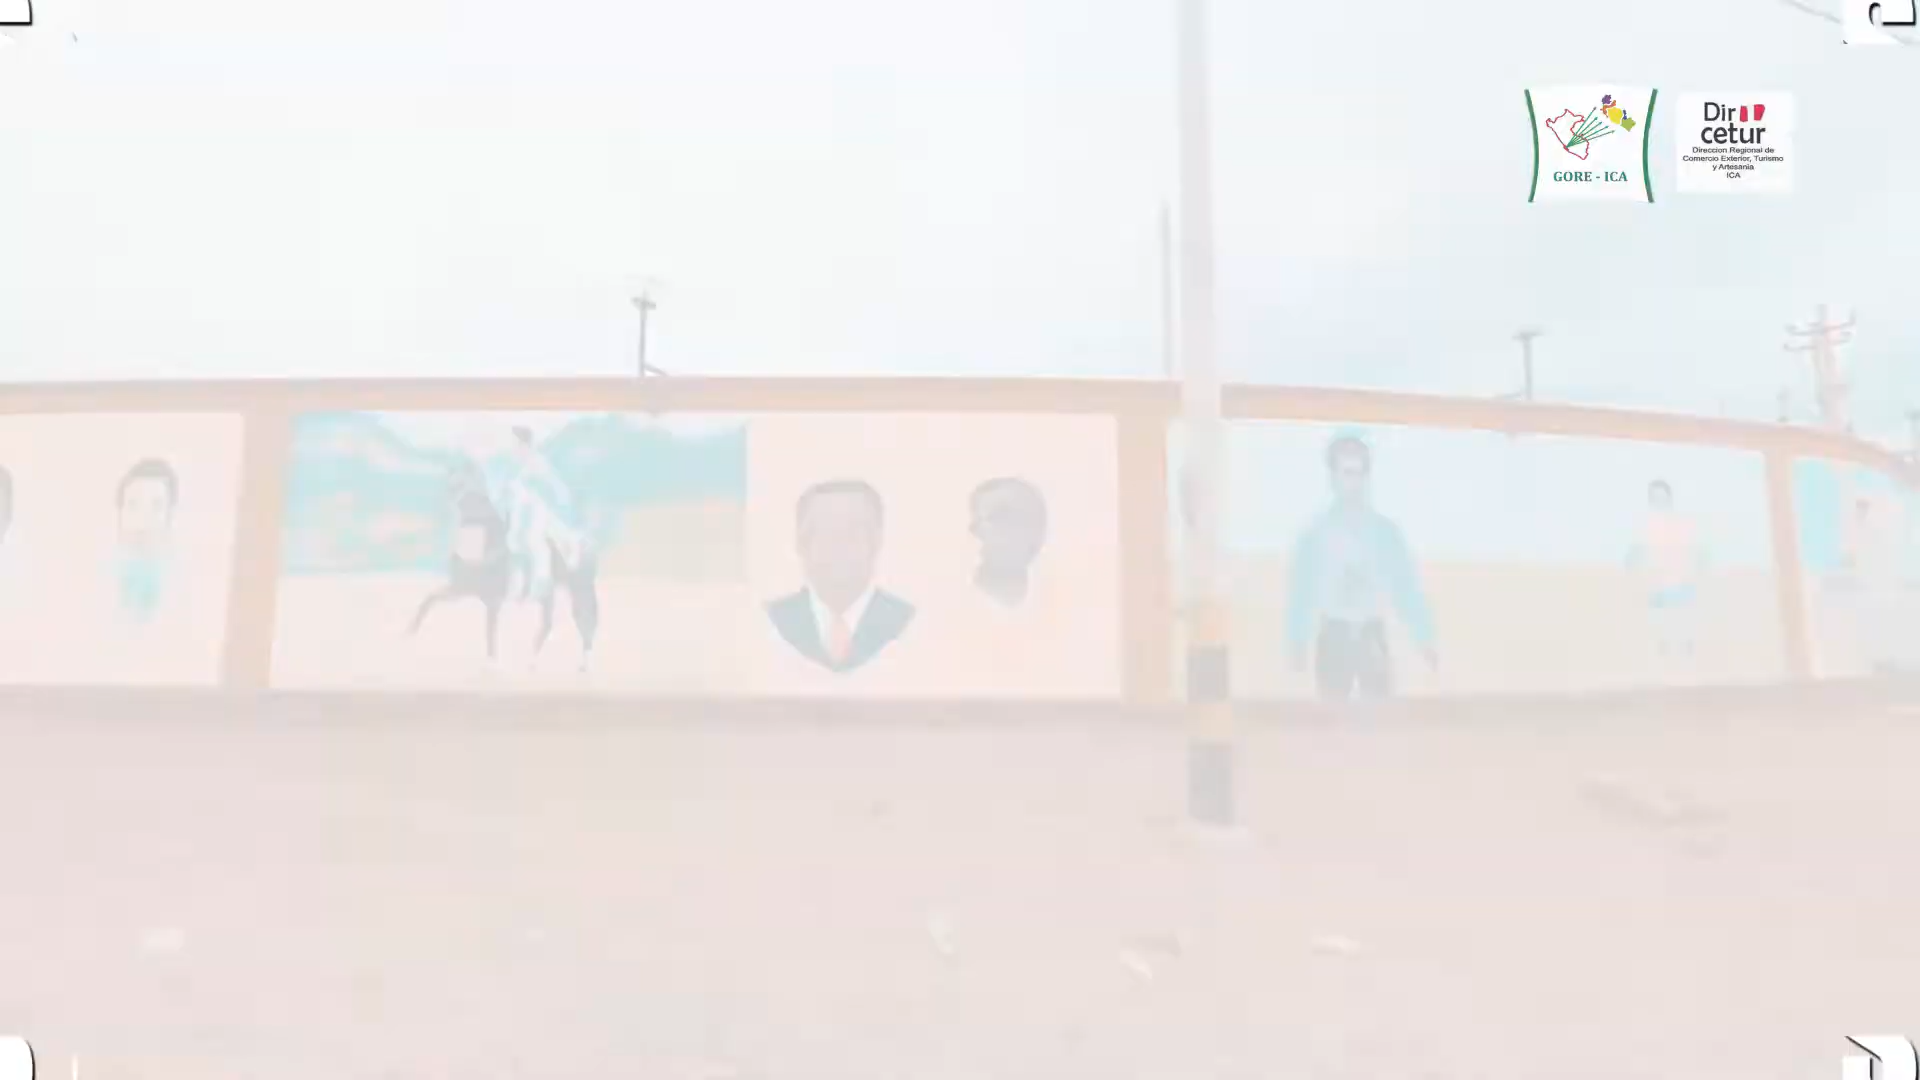 GORE - ICA
Dir
cetur
Direccion Regional de
Comercio Exterior, Turismo
y Artesania
ICA